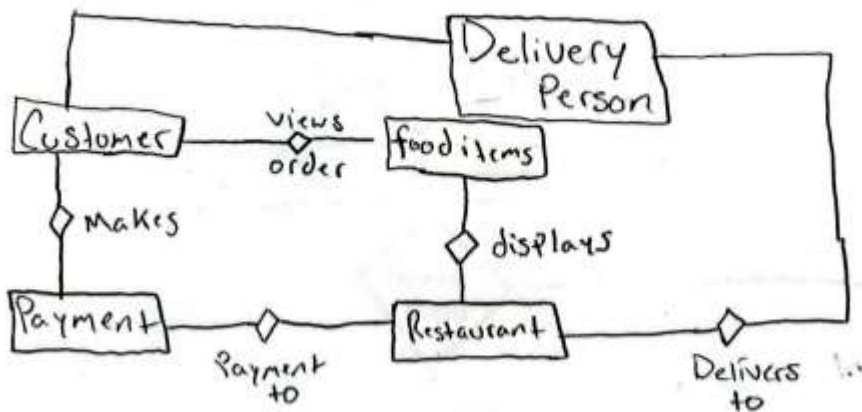 Delivery
Person
Customer
views
order
food items
Makes
displays
Payment
Restaurant
Payment
to
Delivers
to